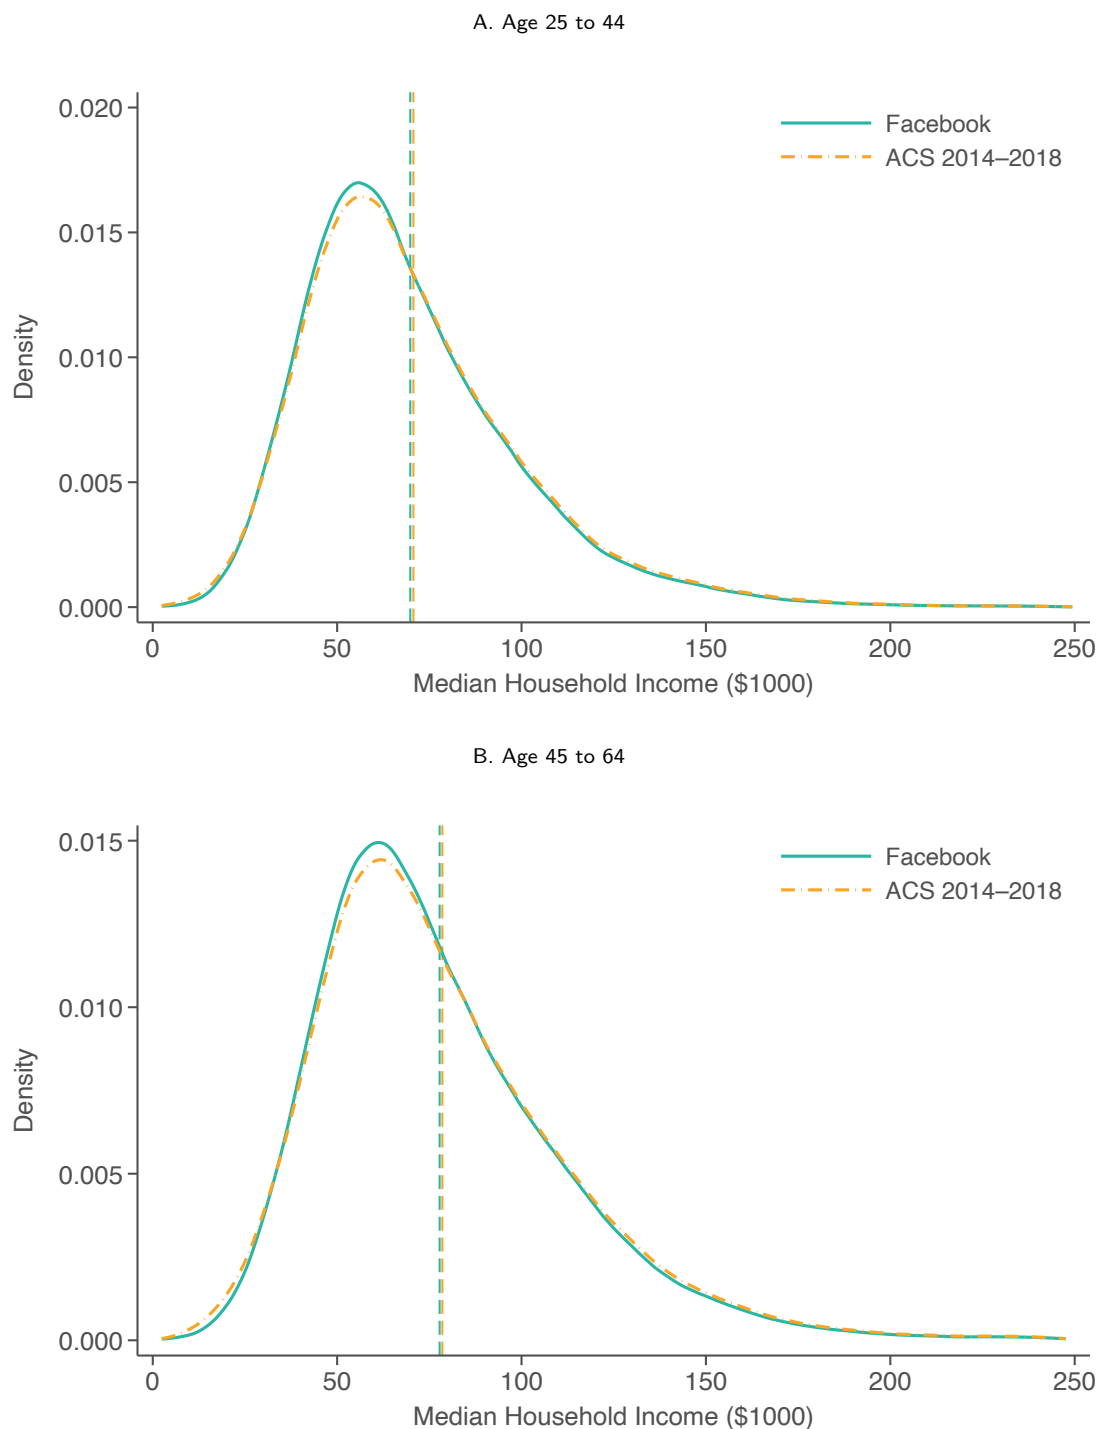 A. Age 25 to 44
0.020
0.015
0.010
0.005
0.000
Density
Facebook
ACS 2014–2018
0 50 100 150 200 250
Median Household Income ($1000)
B. Age 45 to 64
0.015
0.010
0.005
0.000
Density
Facebook
ACS 2014–2018
0 50 100 150 200 250
Median Household Income ($1000)